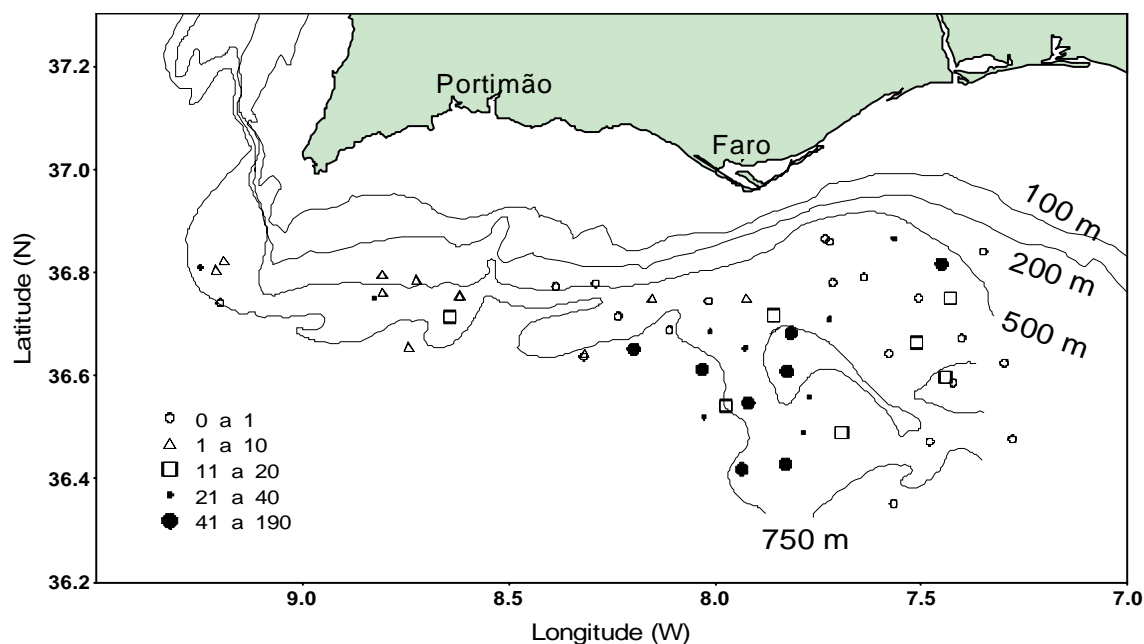 37.2
37.0
36.8
36.6
36.4
36.2
Latitude (N)
Portimão
Faro
100 m
200 m
500 m
750 m
0 a 1
1 a 10
11 a 20
21 a 40
41 a 190
9.0 8.5 8.0 7.5 7.0
Longitude (W)